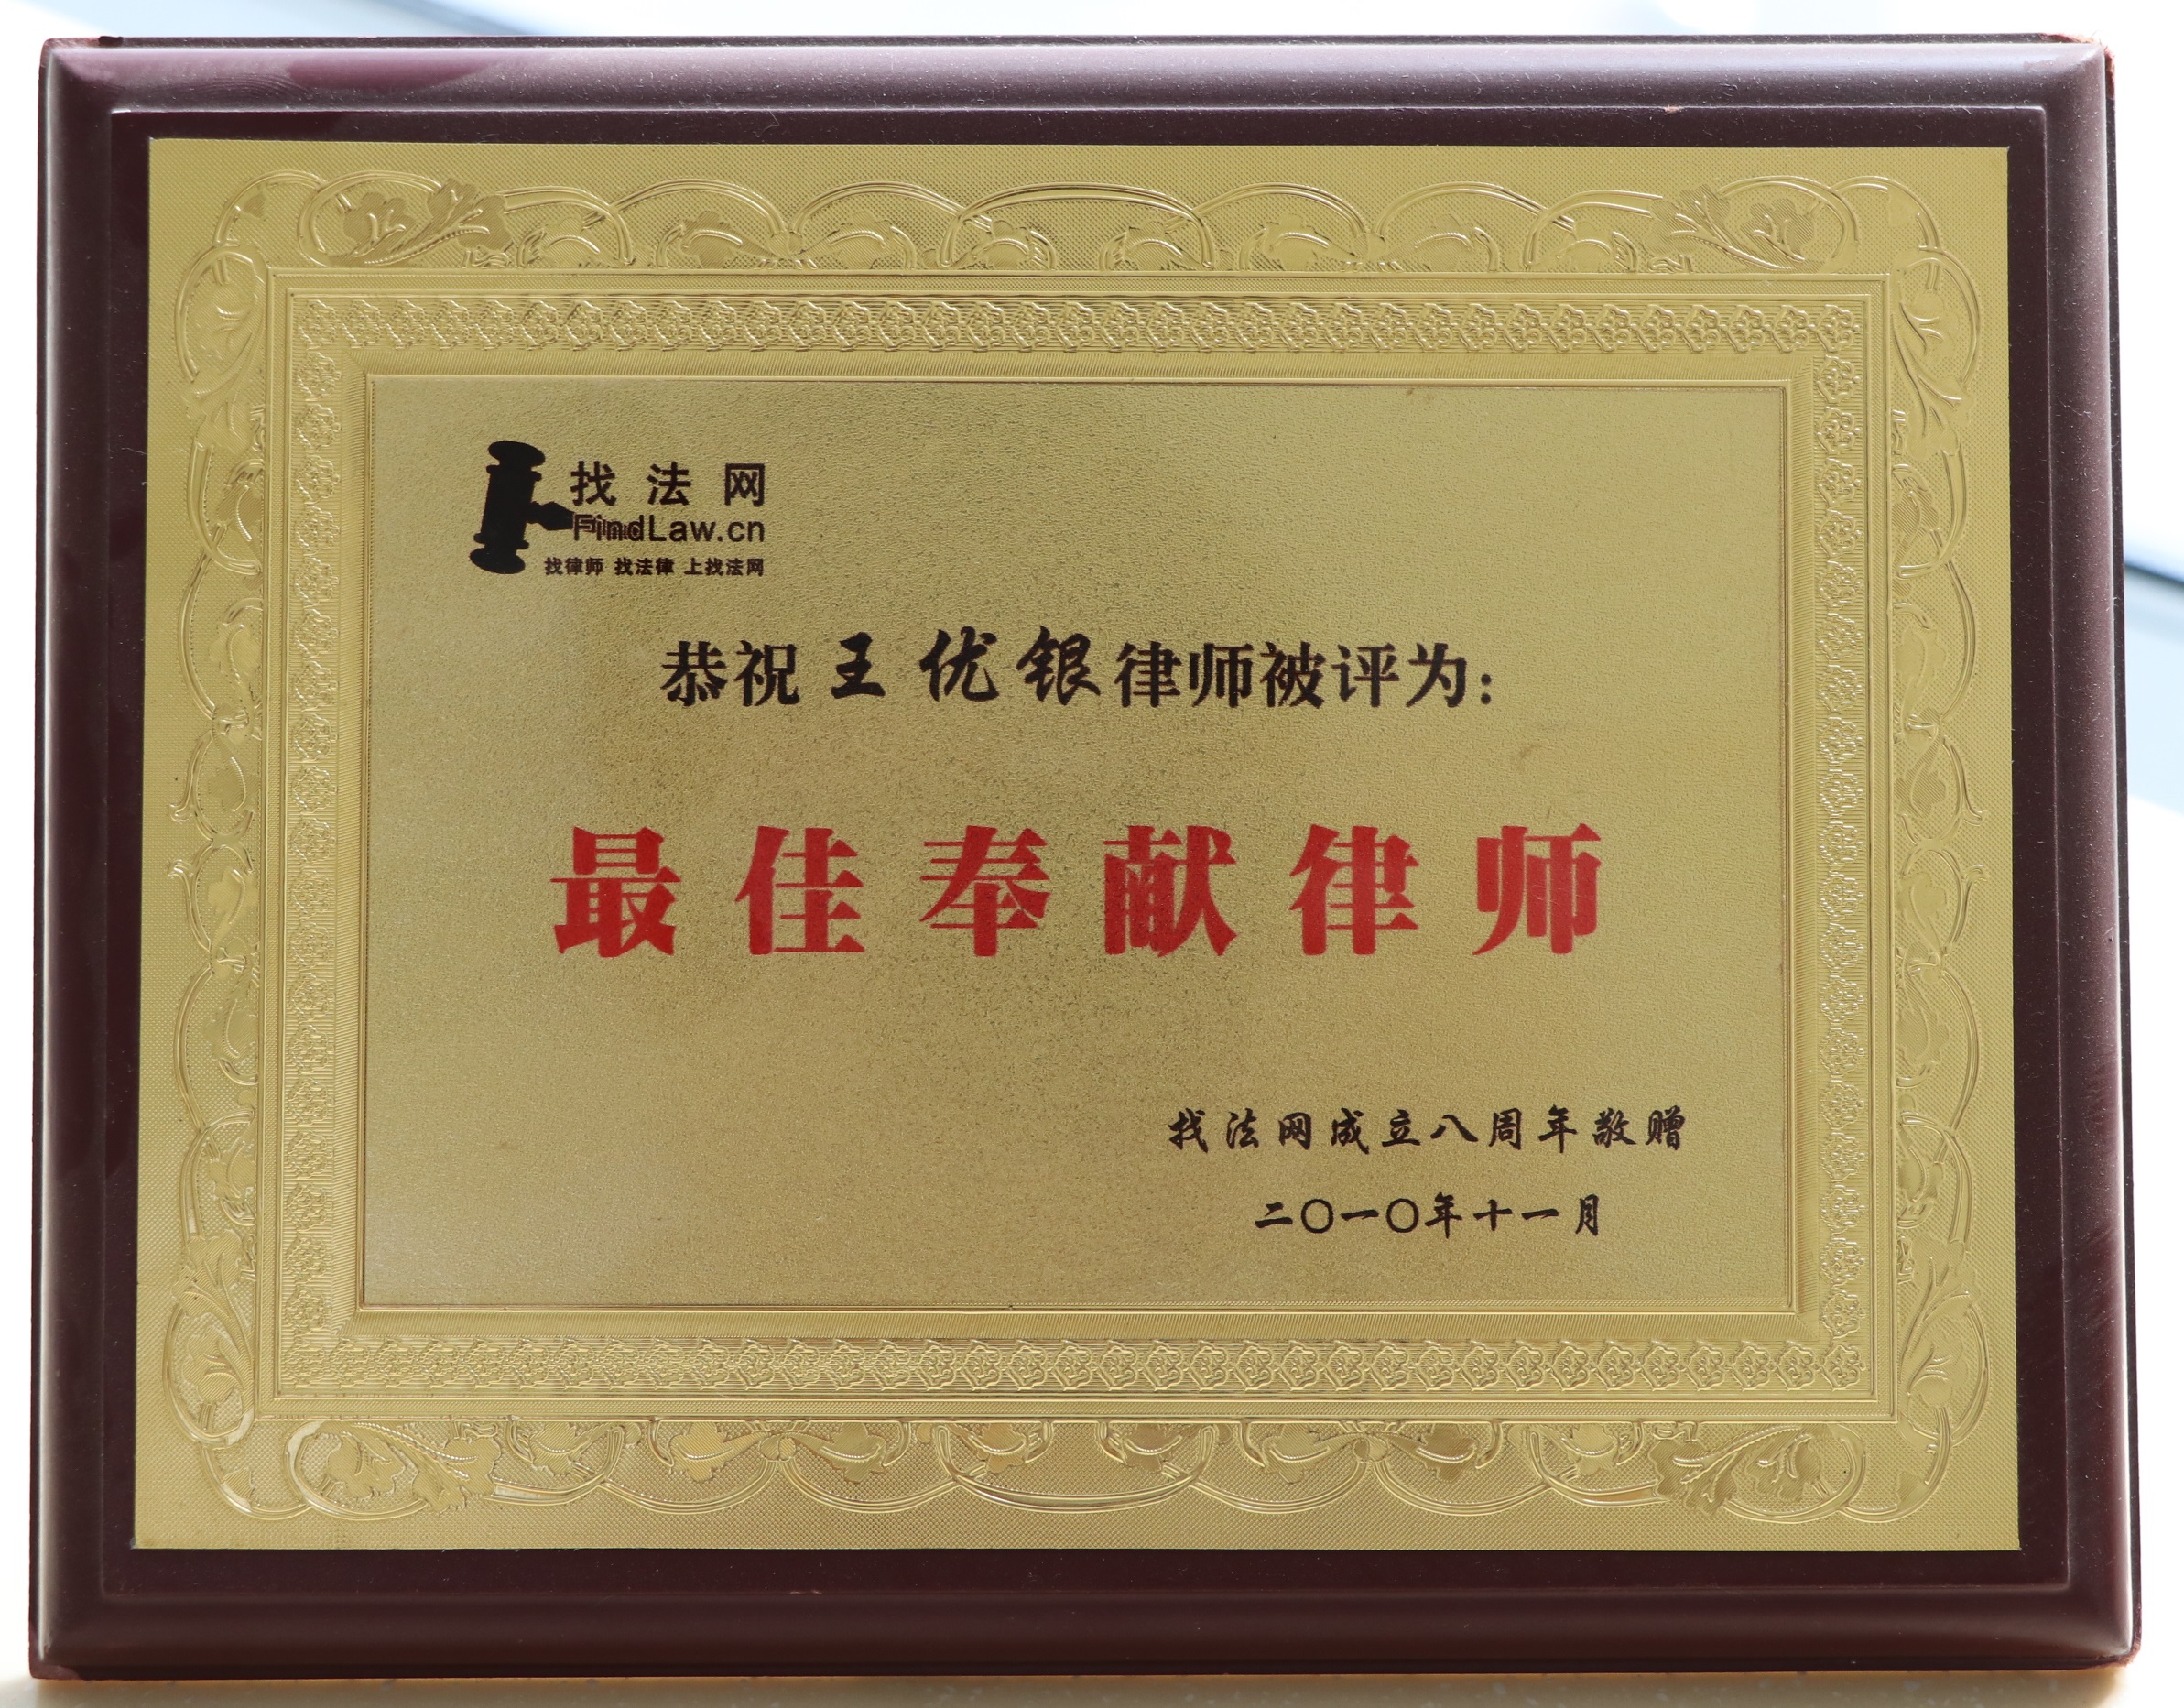 找法网
FindLaw.cn
找律师 找法律 上找法网
恭祝王优银律师被评为:
最佳奉献律师
找法网成立八周年敬赠
二〇一〇年十一月